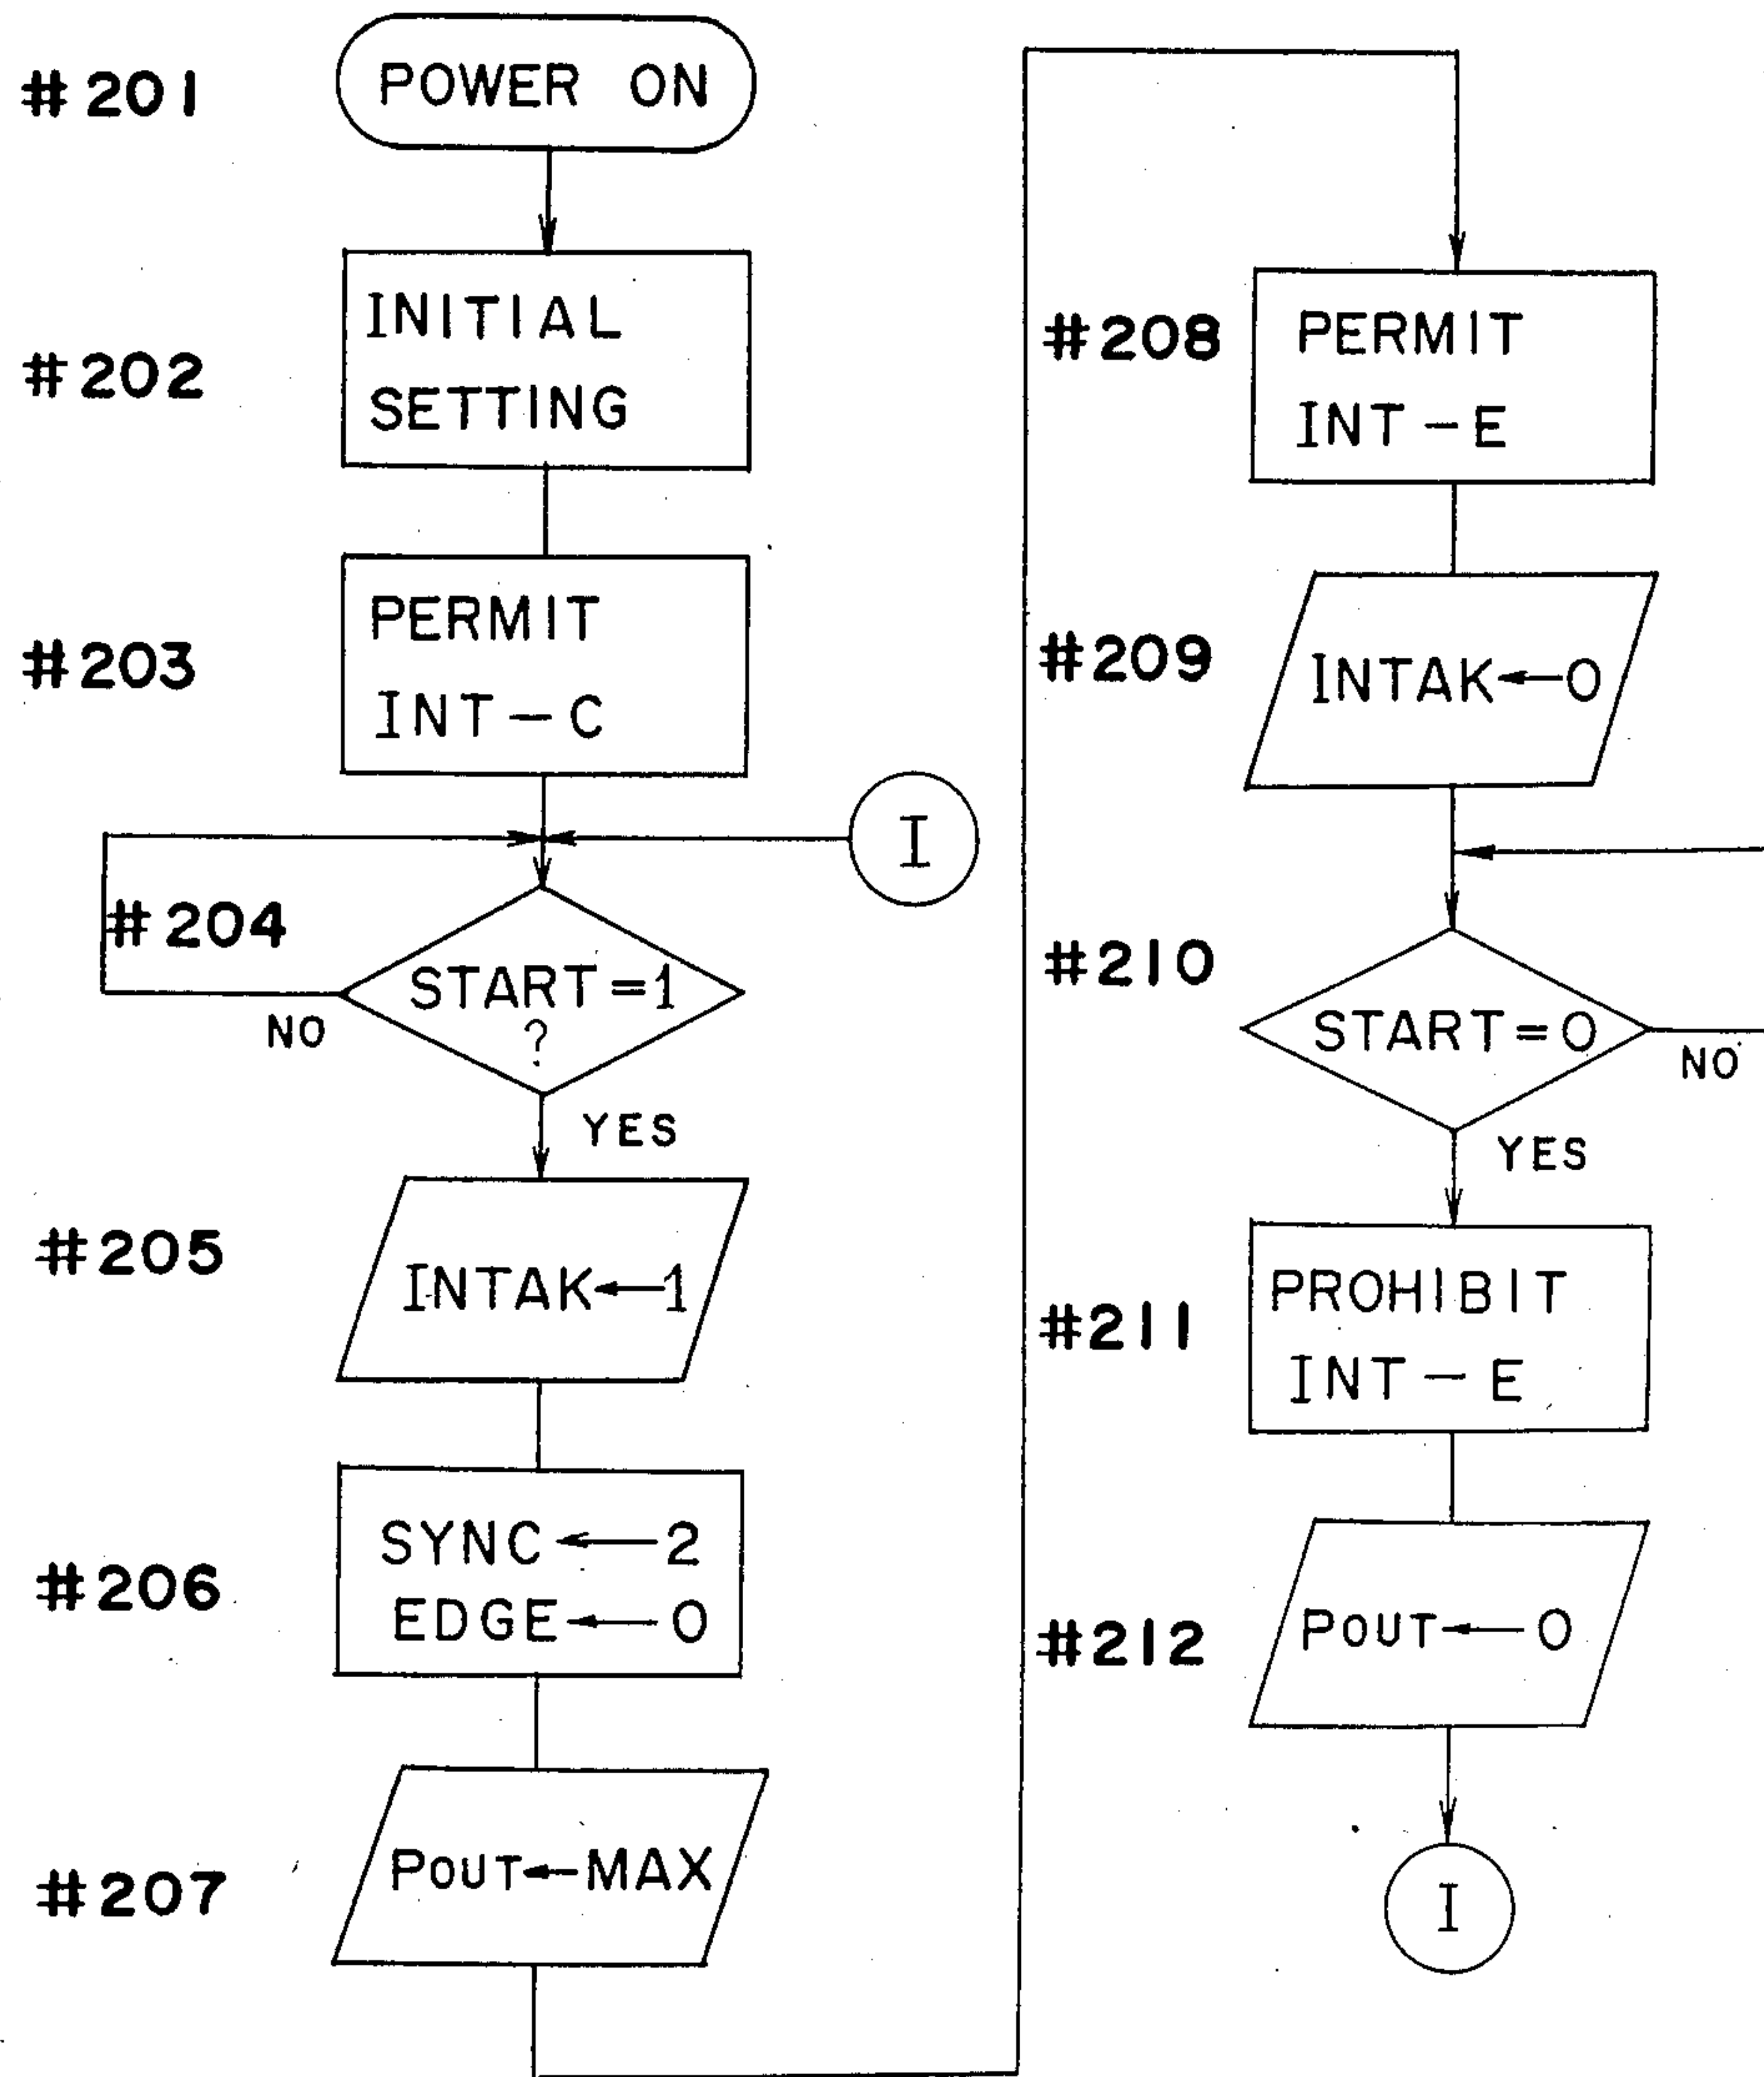 #201
POWER ON
#202
INITIAL
SETTING
#203
PERMIT
INT-C
I
#204
START=1
?
NO
YES
#205
INTAK←1
#206
SYNC←2
EDGE←0
#207
POUT←MAX
#208
PERMIT
INT-E
#209
INTAK←0
#210
START=0
NO
YES
#211
PROHIBIT
INT-E
#212
POUT←0
I